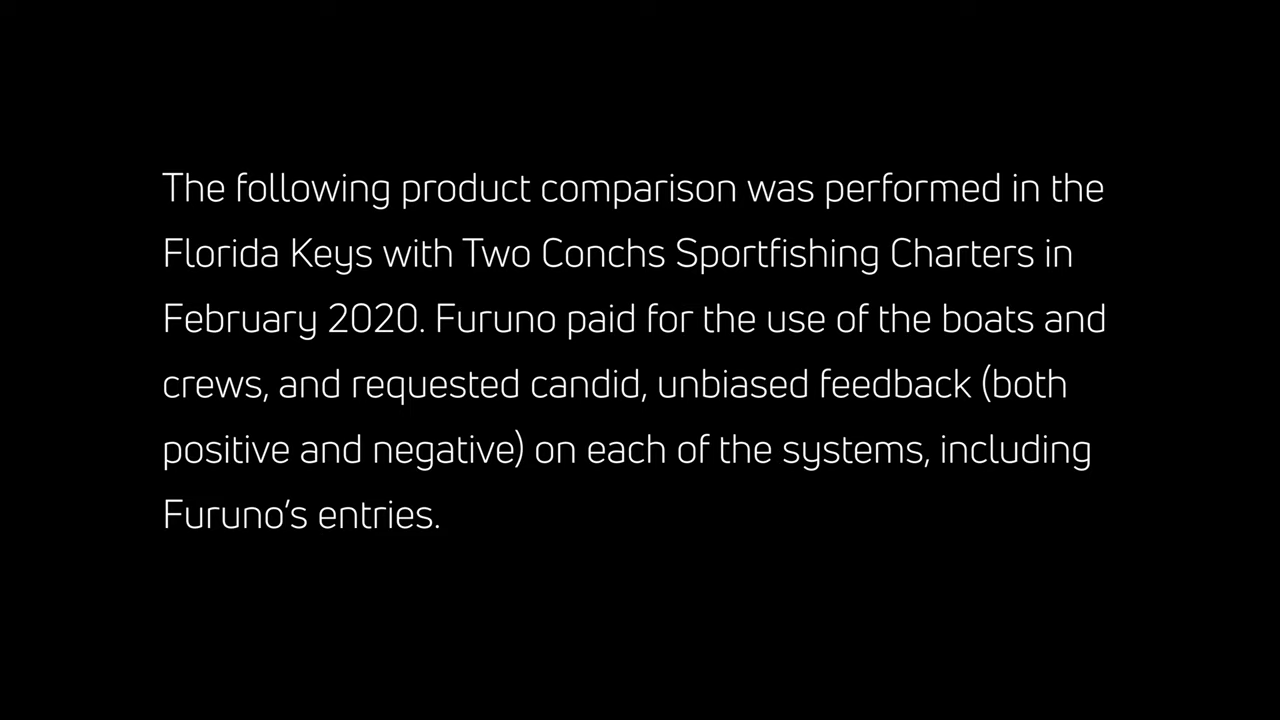 The following product comparison was performed in the
Florida Keys with Two Conchs Sportfishing Charters in
February 2020. Furuno paid for the use of the boats and
crews, and requested candid, unbiased feedback (both
positive and negative) on each of the systems, including
Furuno’s entries.